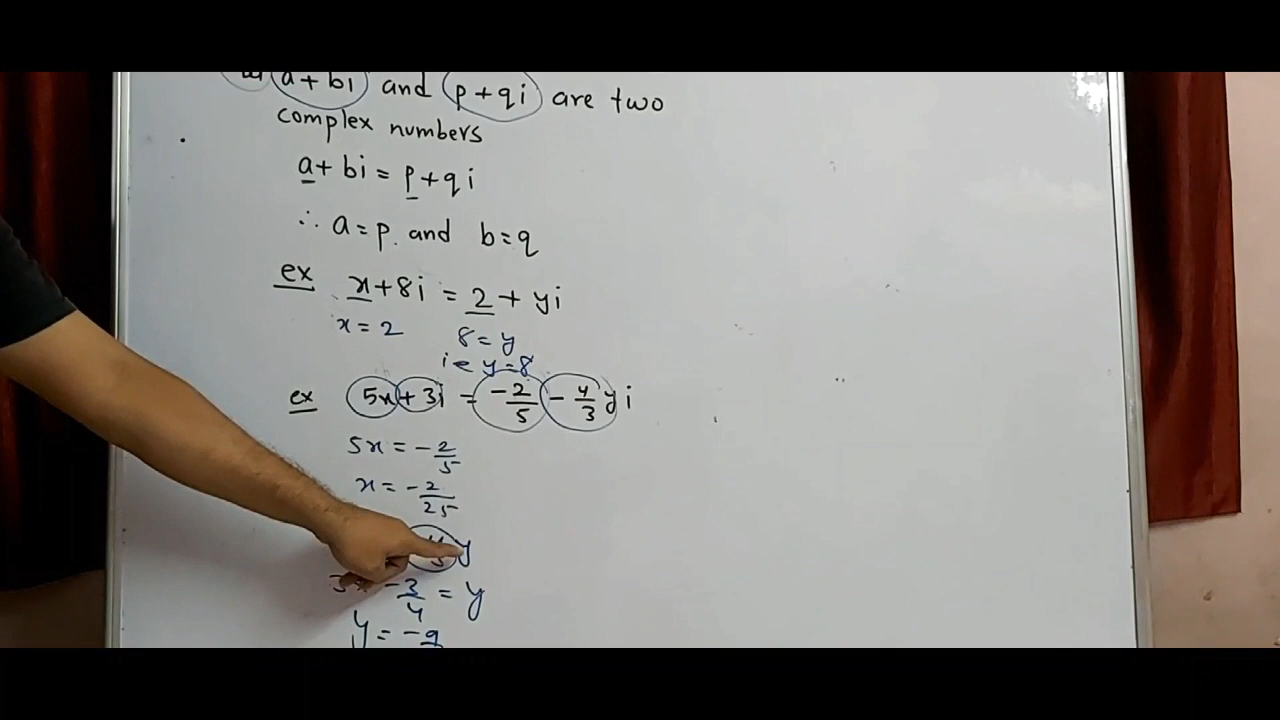 a + bi and p + qi are two
complex numbers
a + bi = p + qi
∴ a = p. and b = q
ex x + 8i = 2 + yi
x = 2 8 = y
ie y = 8
ex 5x + 3i = -2/5 - 4/3 yi
5x = -2/5
x = -2/25
y
-3/4 = y
y = -9